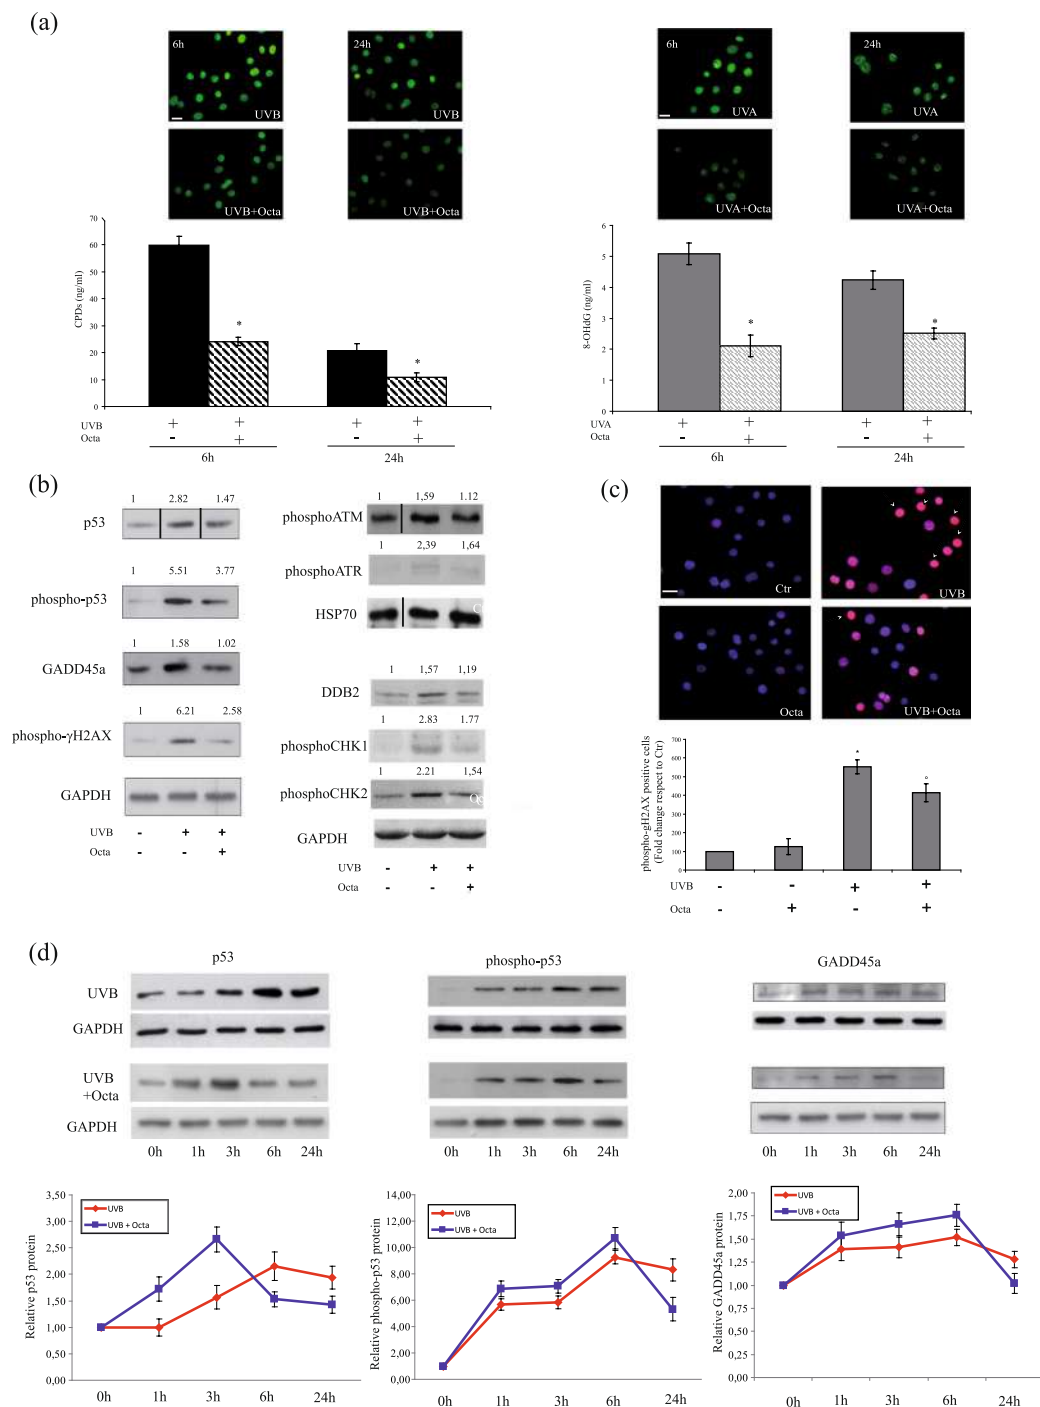 (a)
6h
UVB
24h
UVB
UVB+Octa
UVB+Octa
CPDs (ng/ml)
70
60
50
40
30
20
10
0
*
*
UVB + + + +
Octa - + - +
6h 24h
6h
UVA
24h
UVA
UVA+Octa
UVA+Octa
8-OHdG (ng/ml)
6
5
4
3
2
1
0
*
*
UVA + + + +
Octa - + - +
6h 24h
(b)
1 2.82 1.47
p53
1 5.51 3.77
phospho-p53
1 1.58 1.02
GADD45a
1 6.21 2.58
phospho-γH2AX
GAPDH
UVB - + +
Octa - +
1 1,59 1.12
phosphoATM
1 2,39 1,64
phosphoATR
HSP70
1 1,57 1,19
DDB2
1 2.83 1.77
phosphoCHK1
1 2.21 1,54
phosphoCHK2
GAPDH
UVB - + +
Octa - +
(c)
Ctr
UVB
Octa
UVB+Octa
phospho-gH2AX positive cells
(Fold change respect to Ctr)
700
600
500
400
300
200
100
0
*
°
UVB - - + +
Octa - + - +
(d)
p53
phospho-p53
GADD45a
UVB
GAPDH
UVB
+Octa
GAPDH
0h 1h 3h 6h 24h
0h 1h 3h 6h 24h
0h 1h 3h 6h 24h
Relative p53 protein
3,50
3,00
2,50
2,00
1,50
1,00
0,50
0,00
UVB
UVB + Octa
0h 1h 3h 6h 24h
Relative phospho-p53 protein
14,00
12,00
10,00
8,00
6,00
4,00
2,00
0,00
UVB
UVB + Octa
0h 1h 3h 6h 24h
Relative GADD45a protein
2,00
1,75
1,50
1,25
1,00
0,75
0,50
0,25
0,00
UVB
UVB + Octa
0h 1h 3h 6h 24h